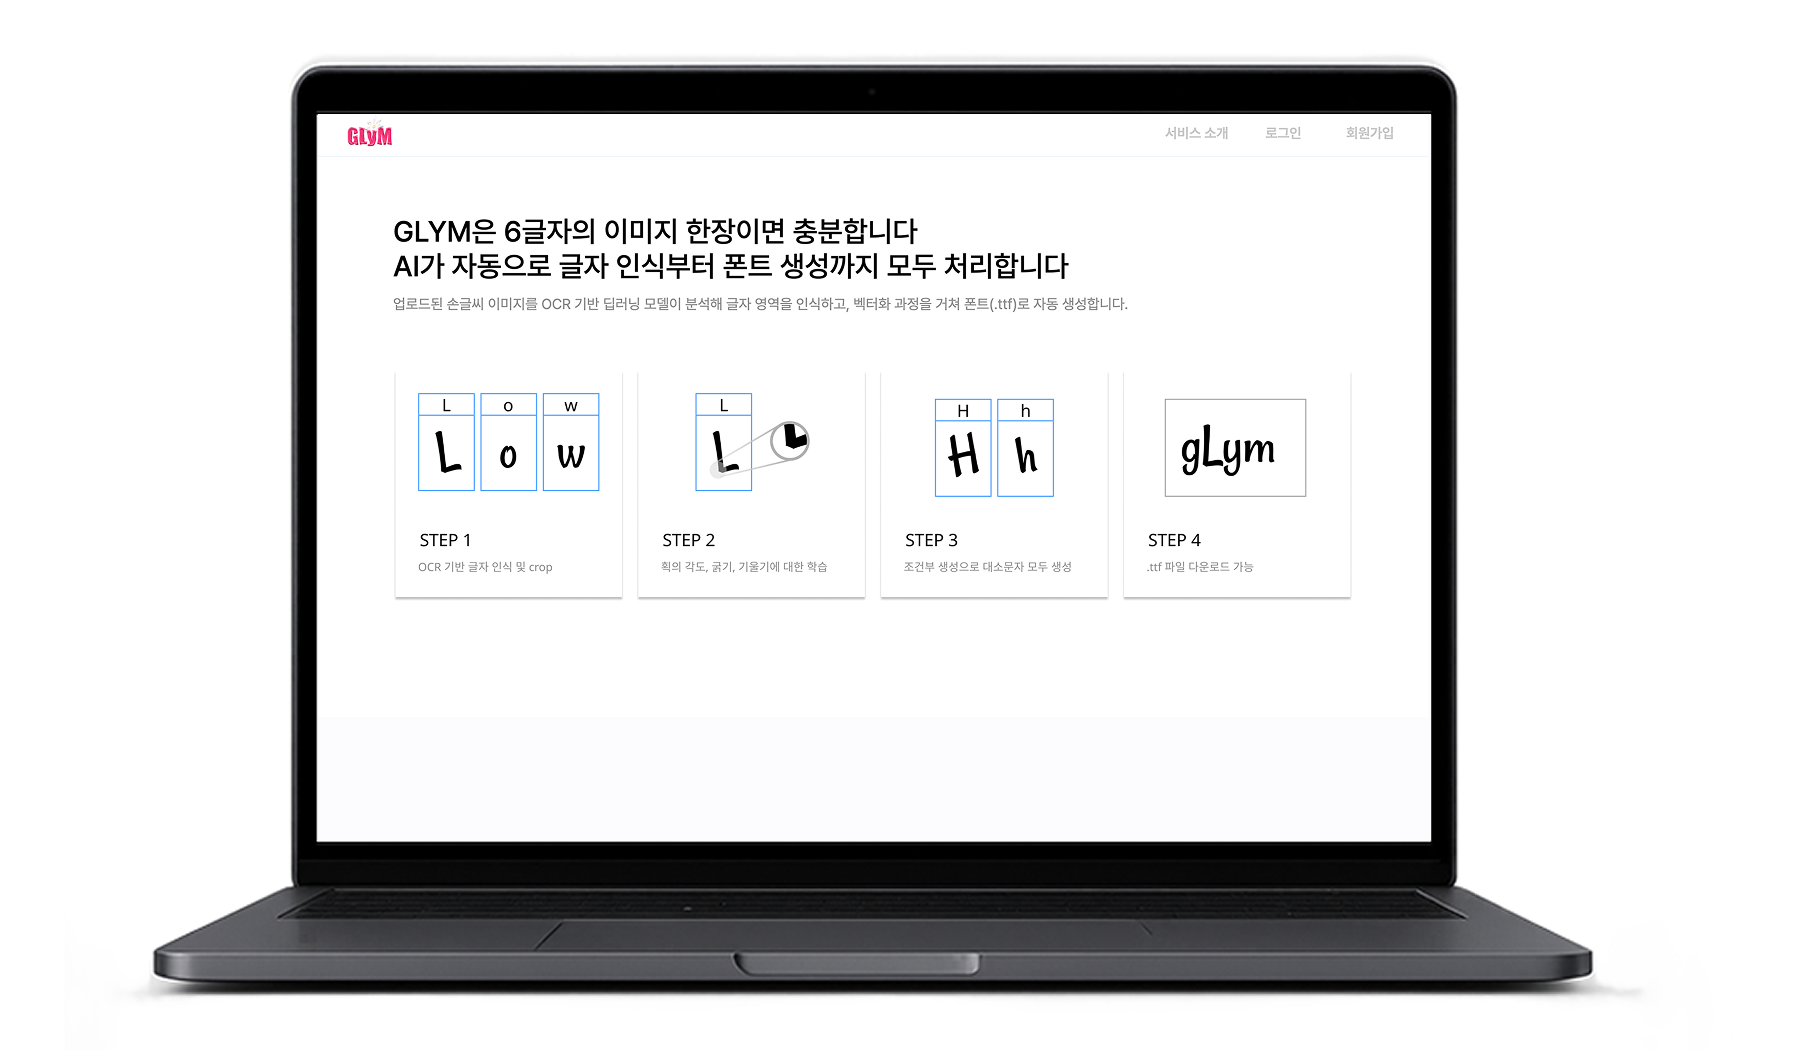 GLyM
서비스 소개 로그인 회원가입
GLYM은 6글자의 이미지 한장이면 충분합니다
AI가 자동으로 글자 인식부터 폰트 생성까지 모두 처리합니다
업로드된 손글씨 이미지를 OCR 기반 딥러닝 모델이 분석해 글자 영역을 인식하고, 벡터화 과정을 거쳐 폰트(.ttf)로 자동 생성합니다.
L o w
L o w
STEP 1
OCR 기반 글자 인식 및 crop
L
L
STEP 2
획의 각도, 굵기, 기울기에 대한 학습
H h
H h
STEP 3
조건부 생성으로 대소문자 모두 생성
gLym
STEP 4
.ttf 파일 다운로드 가능